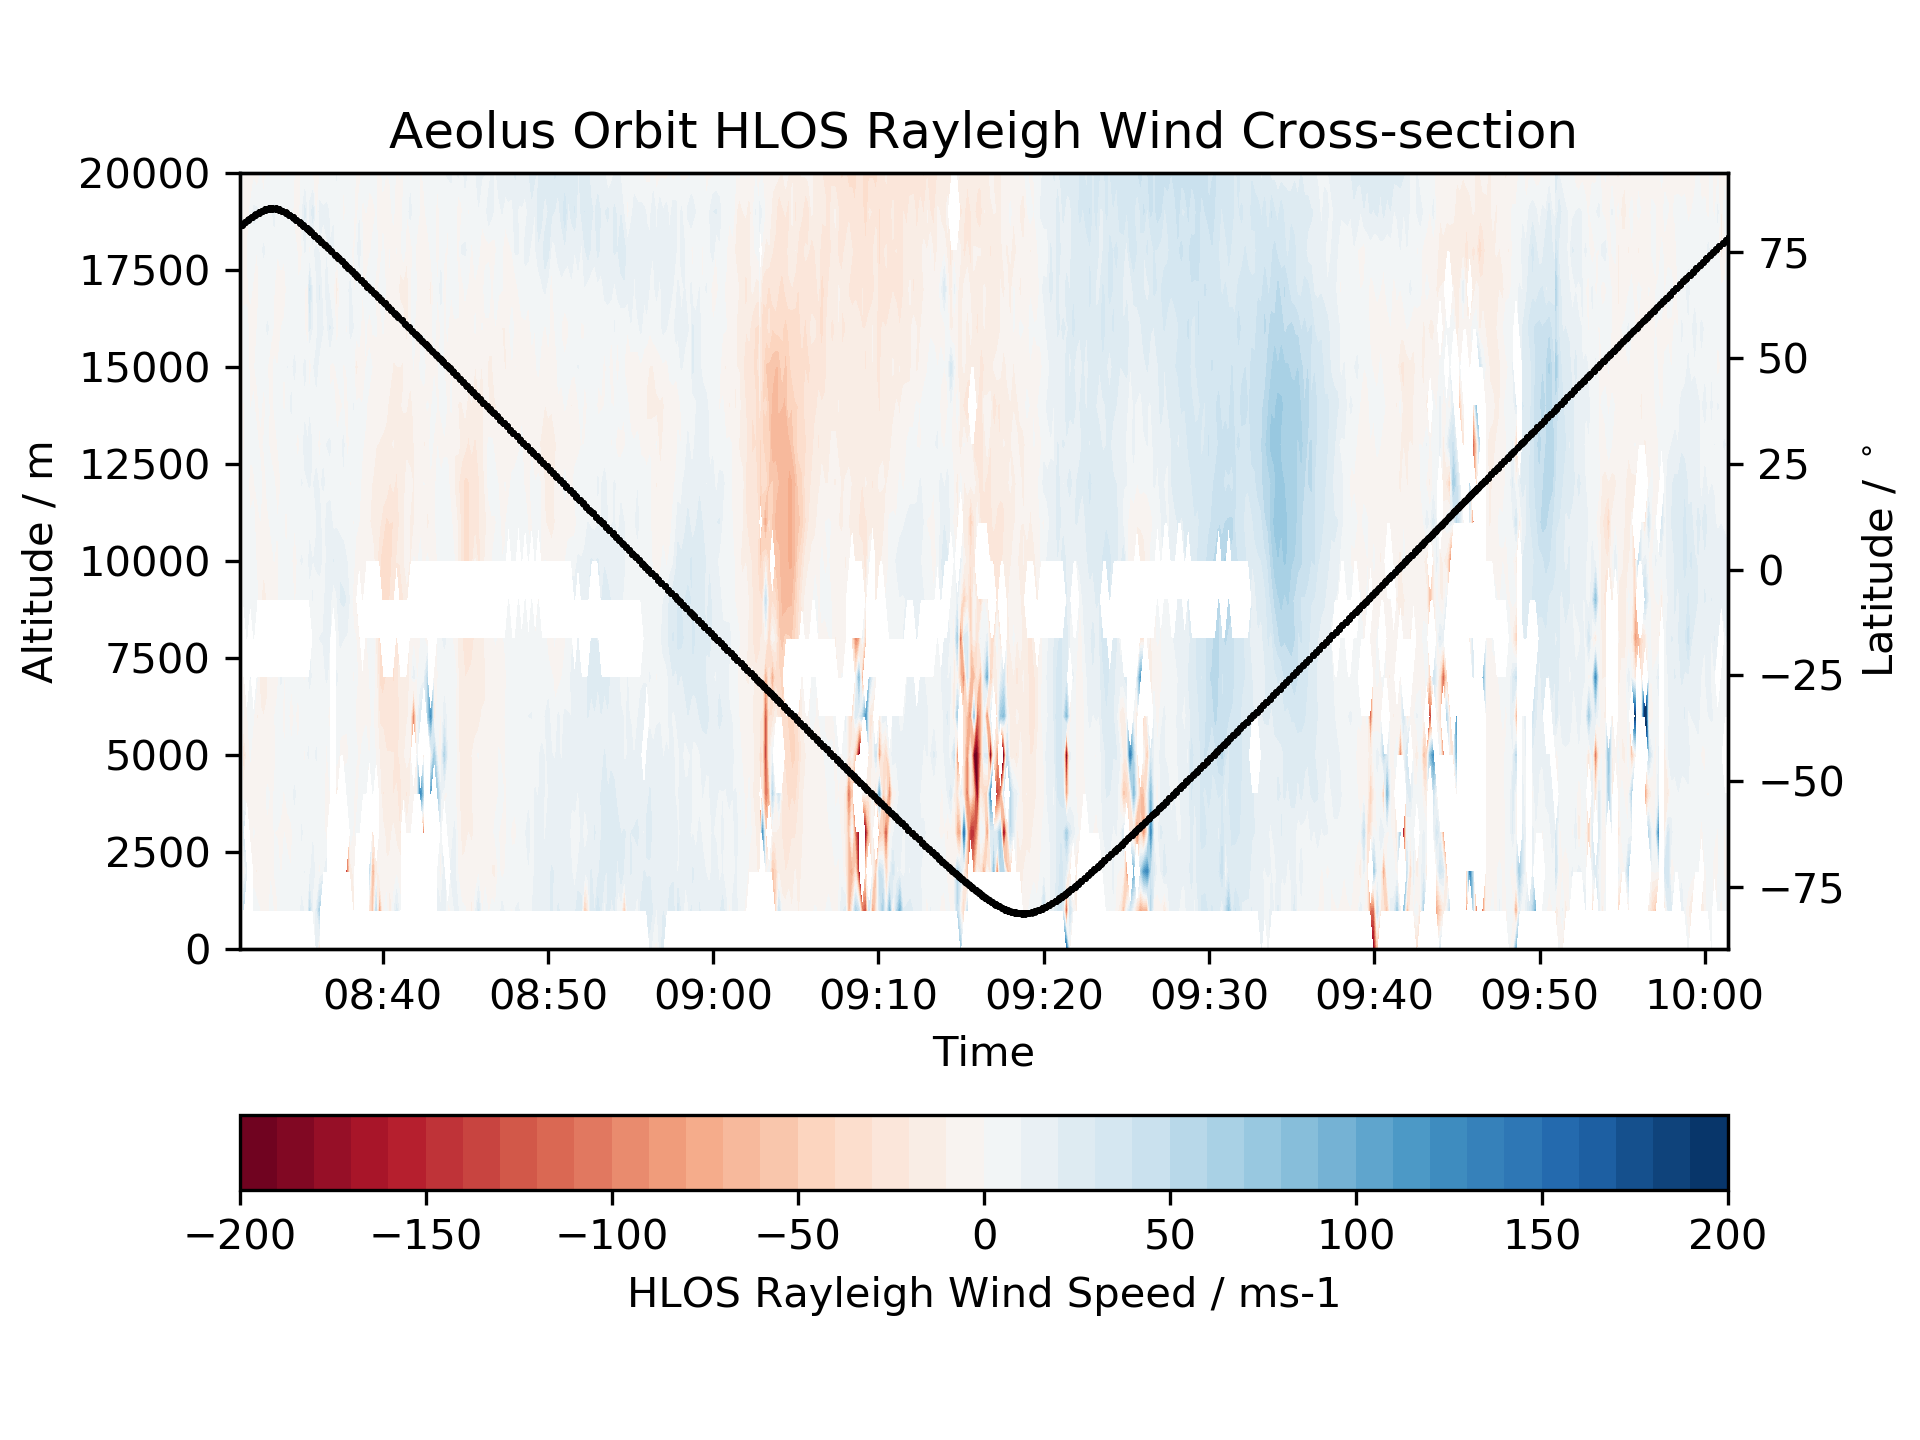 Aeolus Orbit HLOS Rayleigh Wind Cross-section
20000
17500
15000
12500
10000
7500
5000
2500
0
Altitude / m
75
50
25
0
−25
−50
−75
Latitude / °
08:40 08:50 09:00 09:10 09:20 09:30 09:40 09:50 10:00
Time
−200 −150 −100 −50 0 50 100 150 200
HLOS Rayleigh Wind Speed / ms-1